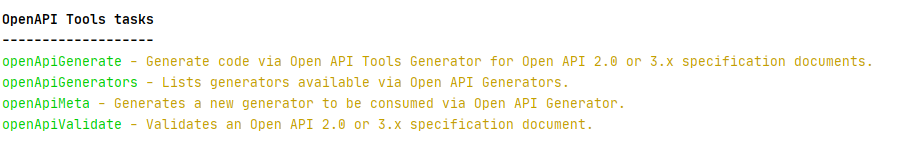 OpenAPI Tools tasks
-------------------
openApiGenerate - Generate code via Open API Tools Generator for Open API 2.0 or 3.x specification documents.
openApiGenerators - Lists generators available via Open API Generators.
openApiMeta - Generates a new generator to be consumed via Open API Generator.
openApiValidate - Validates an Open API 2.0 or 3.x specification document.